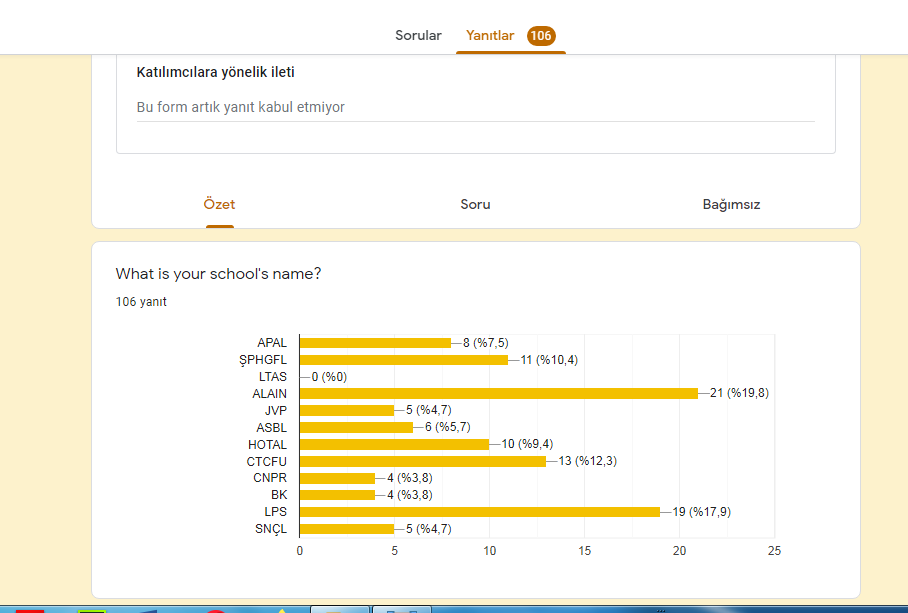 Sorular Yanıtlar 106
Katılımcılara yönelik ileti
Bu form artık yanıt kabul etmiyor
Özet Soru Bağımsız
What is your school's name?
106 yanıt
APAL 8 (%7,5)
ŞPHGFL 11 (%10,4)
LTAS 0 (%0)
ALAIN 21 (%19,8)
JVP 5 (%4,7)
ASBL 6 (%5,7)
HOTAL 10 (%9,4)
CTCFU 13 (%12,3)
CNPR 4 (%3,8)
BK 4 (%3,8)
LPS 19 (%17,9)
SNÇL 5 (%4,7)
0 5 10 15 20 25